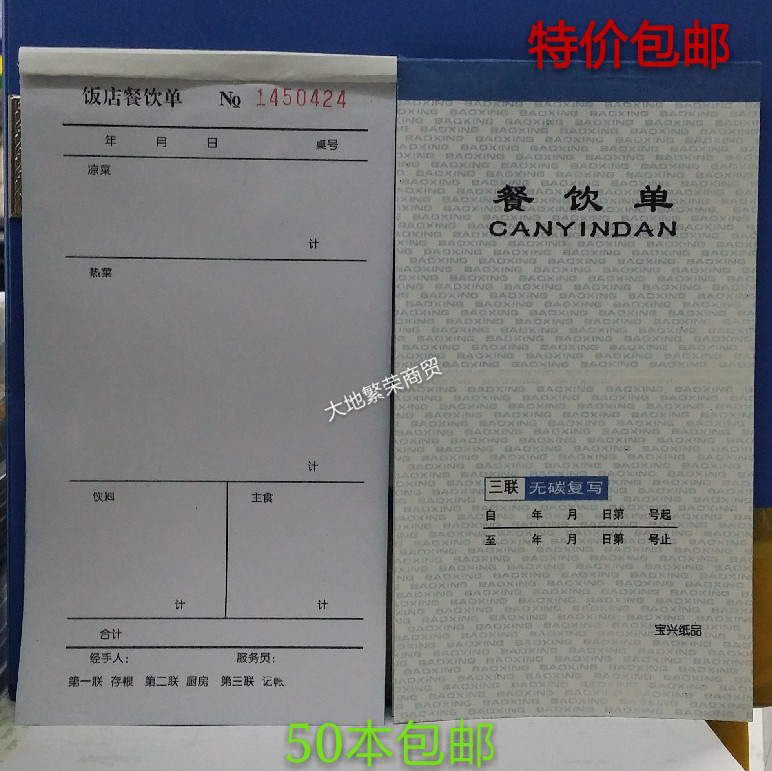 特价包邮
饭店餐饮单 № 1450424
年 月 日 桌号
凉菜
计
热菜
计
饮料 主食
计 计
合计
经手人： 服务员：
第一联 存根 第二联 厨房 第三联 记帐
大地繁荣商贸
BAOXING
餐饮单
CANYINDAN
三联 无碳复写
自 年 月 日第 号起
至 年 月 日第 号止
宝兴纸品
50本包邮